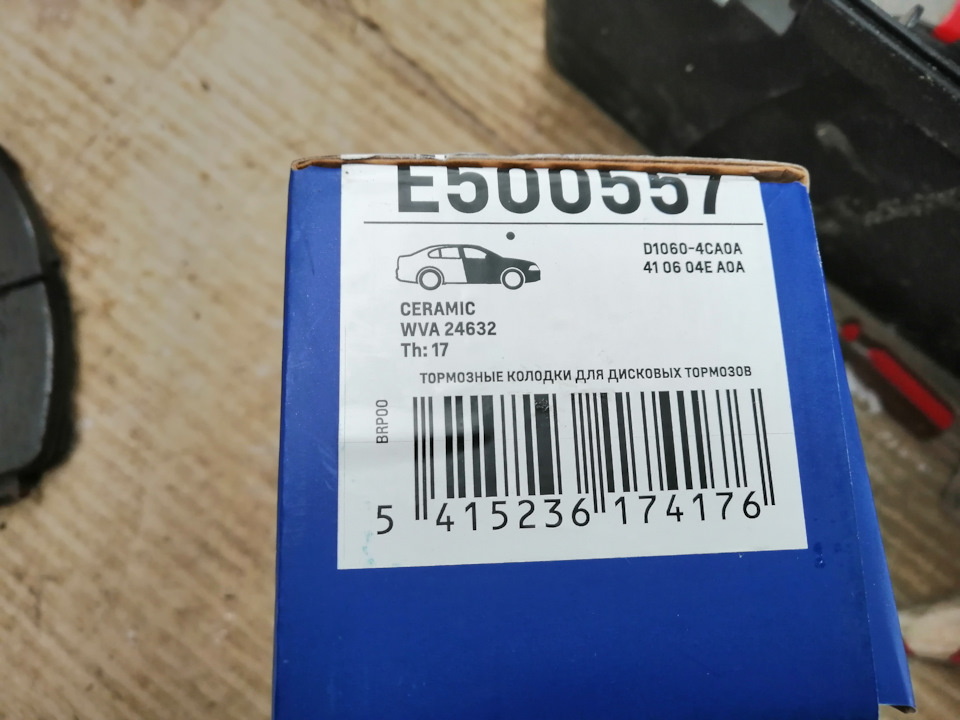 E500557
D1060-4CA0A
41 06 04E A0A
CERAMIC
WVA 24632
Th: 17
ТОРМОЗНЫЕ КОЛОДКИ ДЛЯ ДИСКОВЫХ ТОРМОЗОВ
BRP00
5 415236 174176